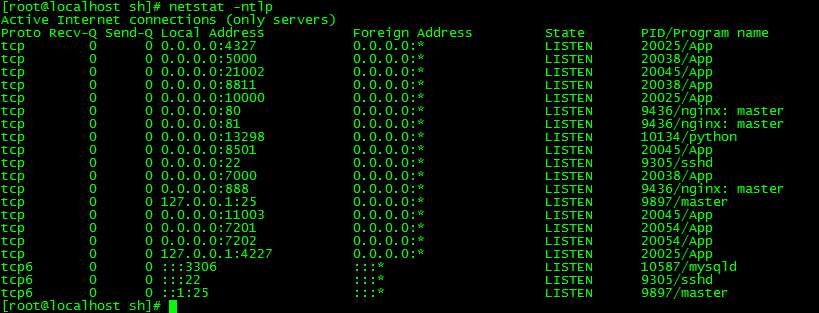 [root@localhost sh]# netstat -ntlp
Active Internet connections (only servers)
Proto Recv-Q Send-Q Local Address           Foreign Address         State       PID/Program name
tcp        0      0 0.0.0.0:4327            0.0.0.0:*               LISTEN      20025/App
tcp        0      0 0.0.0.0:5000            0.0.0.0:*               LISTEN      20038/App
tcp        0      0 0.0.0.0:21002           0.0.0.0:*               LISTEN      20045/App
tcp        0      0 0.0.0.0:8811            0.0.0.0:*               LISTEN      20038/App
tcp        0      0 0.0.0.0:10000           0.0.0.0:*               LISTEN      20025/App
tcp        0      0 0.0.0.0:80              0.0.0.0:*               LISTEN      9436/nginx: master
tcp        0      0 0.0.0.0:81              0.0.0.0:*               LISTEN      9436/nginx: master
tcp        0      0 0.0.0.0:13298           0.0.0.0:*               LISTEN      10134/python
tcp        0      0 0.0.0.0:8501            0.0.0.0:*               LISTEN      20045/App
tcp        0      0 0.0.0.0:22              0.0.0.0:*               LISTEN      9305/sshd
tcp        0      0 0.0.0.0:7000            0.0.0.0:*               LISTEN      20038/App
tcp        0      0 0.0.0.0:888             0.0.0.0:*               LISTEN      9436/nginx: master
tcp        0      0 127.0.0.1:25            0.0.0.0:*               LISTEN      9897/master
tcp        0      0 0.0.0.0:11003           0.0.0.0:*               LISTEN      20045/App
tcp        0      0 0.0.0.0:7201            0.0.0.0:*               LISTEN      20054/App
tcp        0      0 0.0.0.0:7202            0.0.0.0:*               LISTEN      20054/App
tcp        0      0 127.0.0.1:4227          0.0.0.0:*               LISTEN      20025/App
tcp6       0      0 :::3306                 :::*                    LISTEN      10587/mysqld
tcp6       0      0 :::22                   :::*                    LISTEN      9305/sshd
tcp6       0      0 ::1:25                  :::*                    LISTEN      9897/master
[root@localhost sh]#